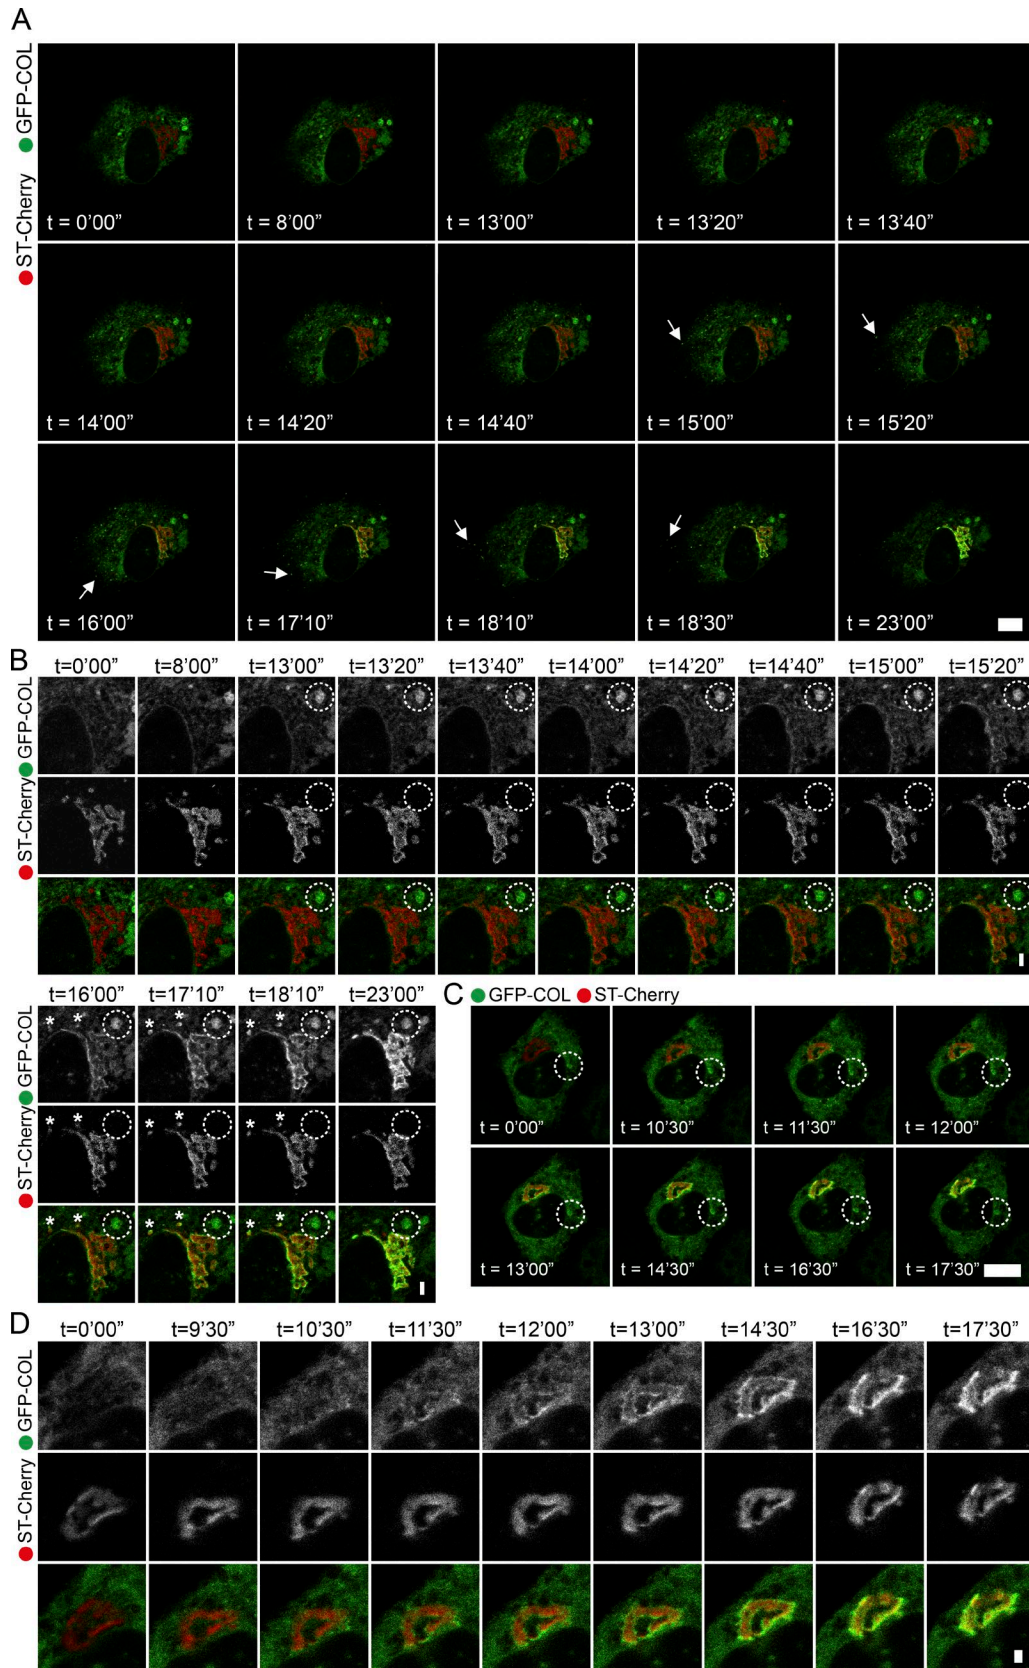 A
ST-Cherry GFP-COL
t = 0’00” t = 8’00” t = 13’00” t = 13’20” t = 13’40”
t = 14’00” t = 14’20” t = 14’40” t = 15’00” t = 15’20”
t = 16’00” t = 17’10” t = 18’10” t = 18’30” t = 23’00”
B
t=0’00” t=8’00” t=13’00” t=13’20” t=13’40” t=14’00” t=14’20” t=14’40” t=15’00” t=15’20”
ST-Cherry GFP-COL
t=16’00” t=17’10” t=18’10” t=23’00”
ST-Cherry GFP-COL
* * * * * *
* * * * * *
* * * * * *
C GFP-COL ST-Cherry
t = 0’00” t = 10’30” t = 11’30” t = 12’00”
t = 13’00” t = 14’30” t = 16’30” t = 17’30”
D
t=0’00” t=9’30” t=10’30” t=11’30” t=12’00” t=13’00” t=14’30” t=16’30” t=17’30”
ST-Cherry GFP-COL